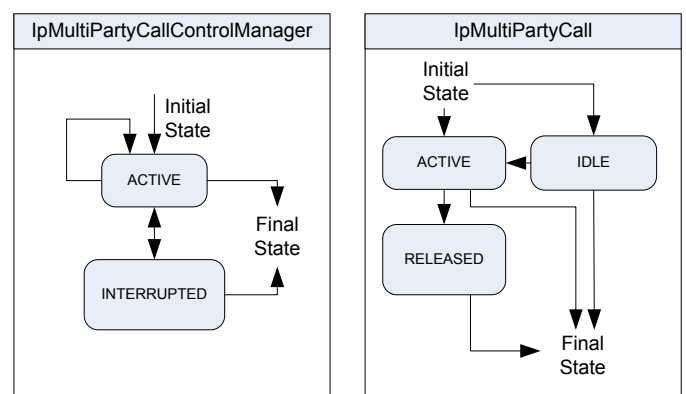 IpMultiPartyCallControlManager
Initial
State
ACTIVE
Final
State
INTERRUPTED
IpMultiPartyCall
Initial
State
ACTIVE
IDLE
RELEASED
Final
State